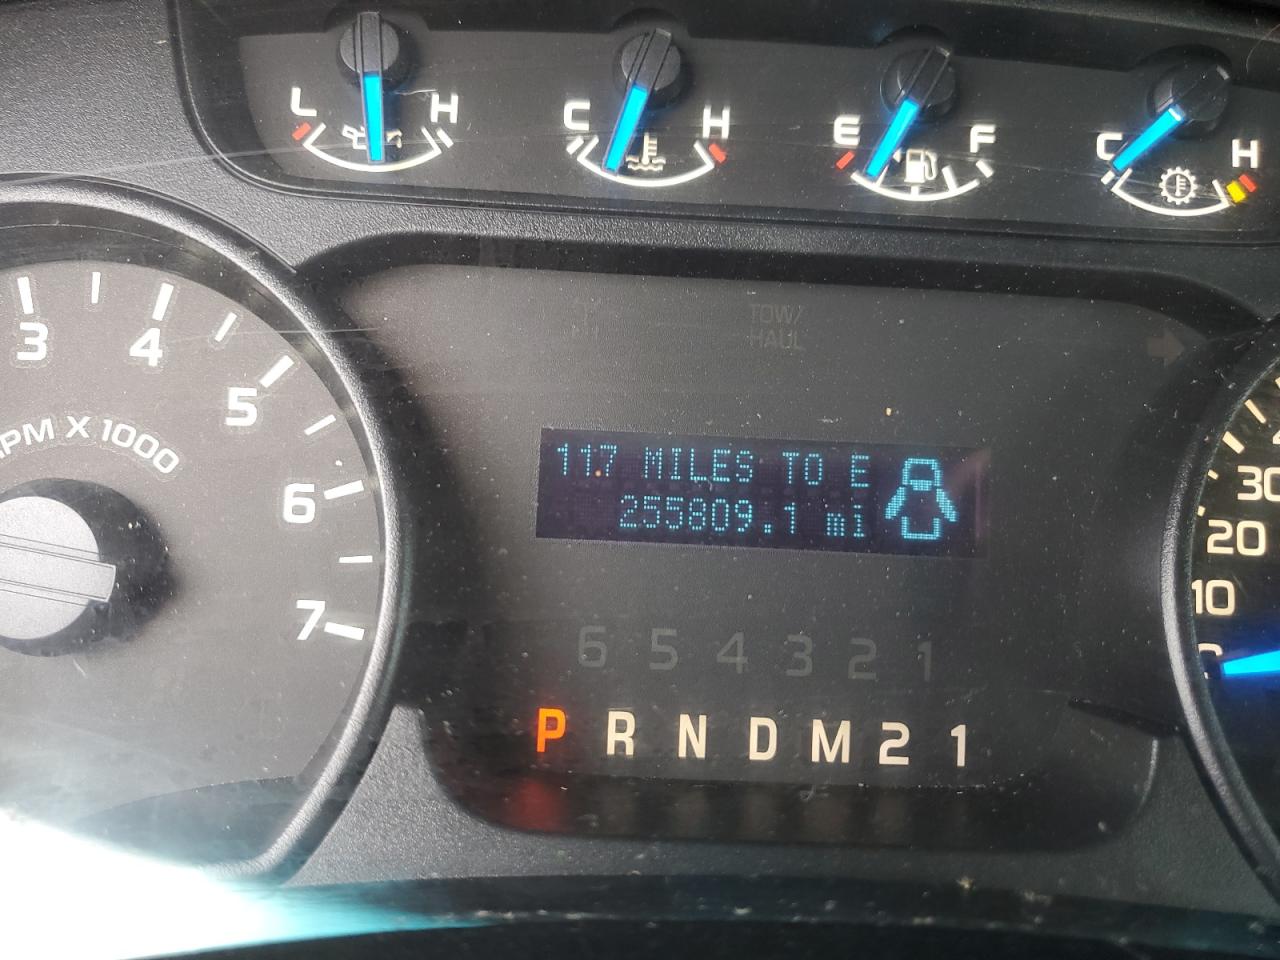 L H
C H
E F
C H
TOW/
HAUL
3 4 5 6 7
RPM X 1000
117 MILES TO E
255809.1 mi
6 5 4 3 2 1
P R N D M 2 1
30
20
10